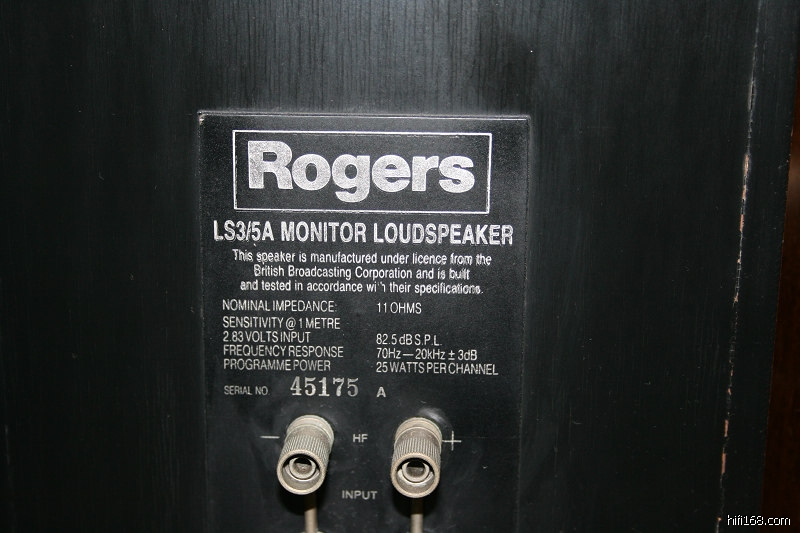 Rogers
LS3/5A MONITOR LOUDSPEAKER
This speaker is manufactured under licence from the
British Broadcasting Corporation and is built
and tested in accordance with their specifications.
NOMINAL IMPEDANCE: 11 OHMS
SENSITIVITY @ 1 METRE
2.83 VOLTS INPUT 82.5 dB S.P.L.
FREQUENCY RESPONSE 70Hz — 20kHz ± 3dB
PROGRAMME POWER 25 WATTS PER CHANNEL
SERIAL NO. 45175 A
— HF +
INPUT
hifi168.com